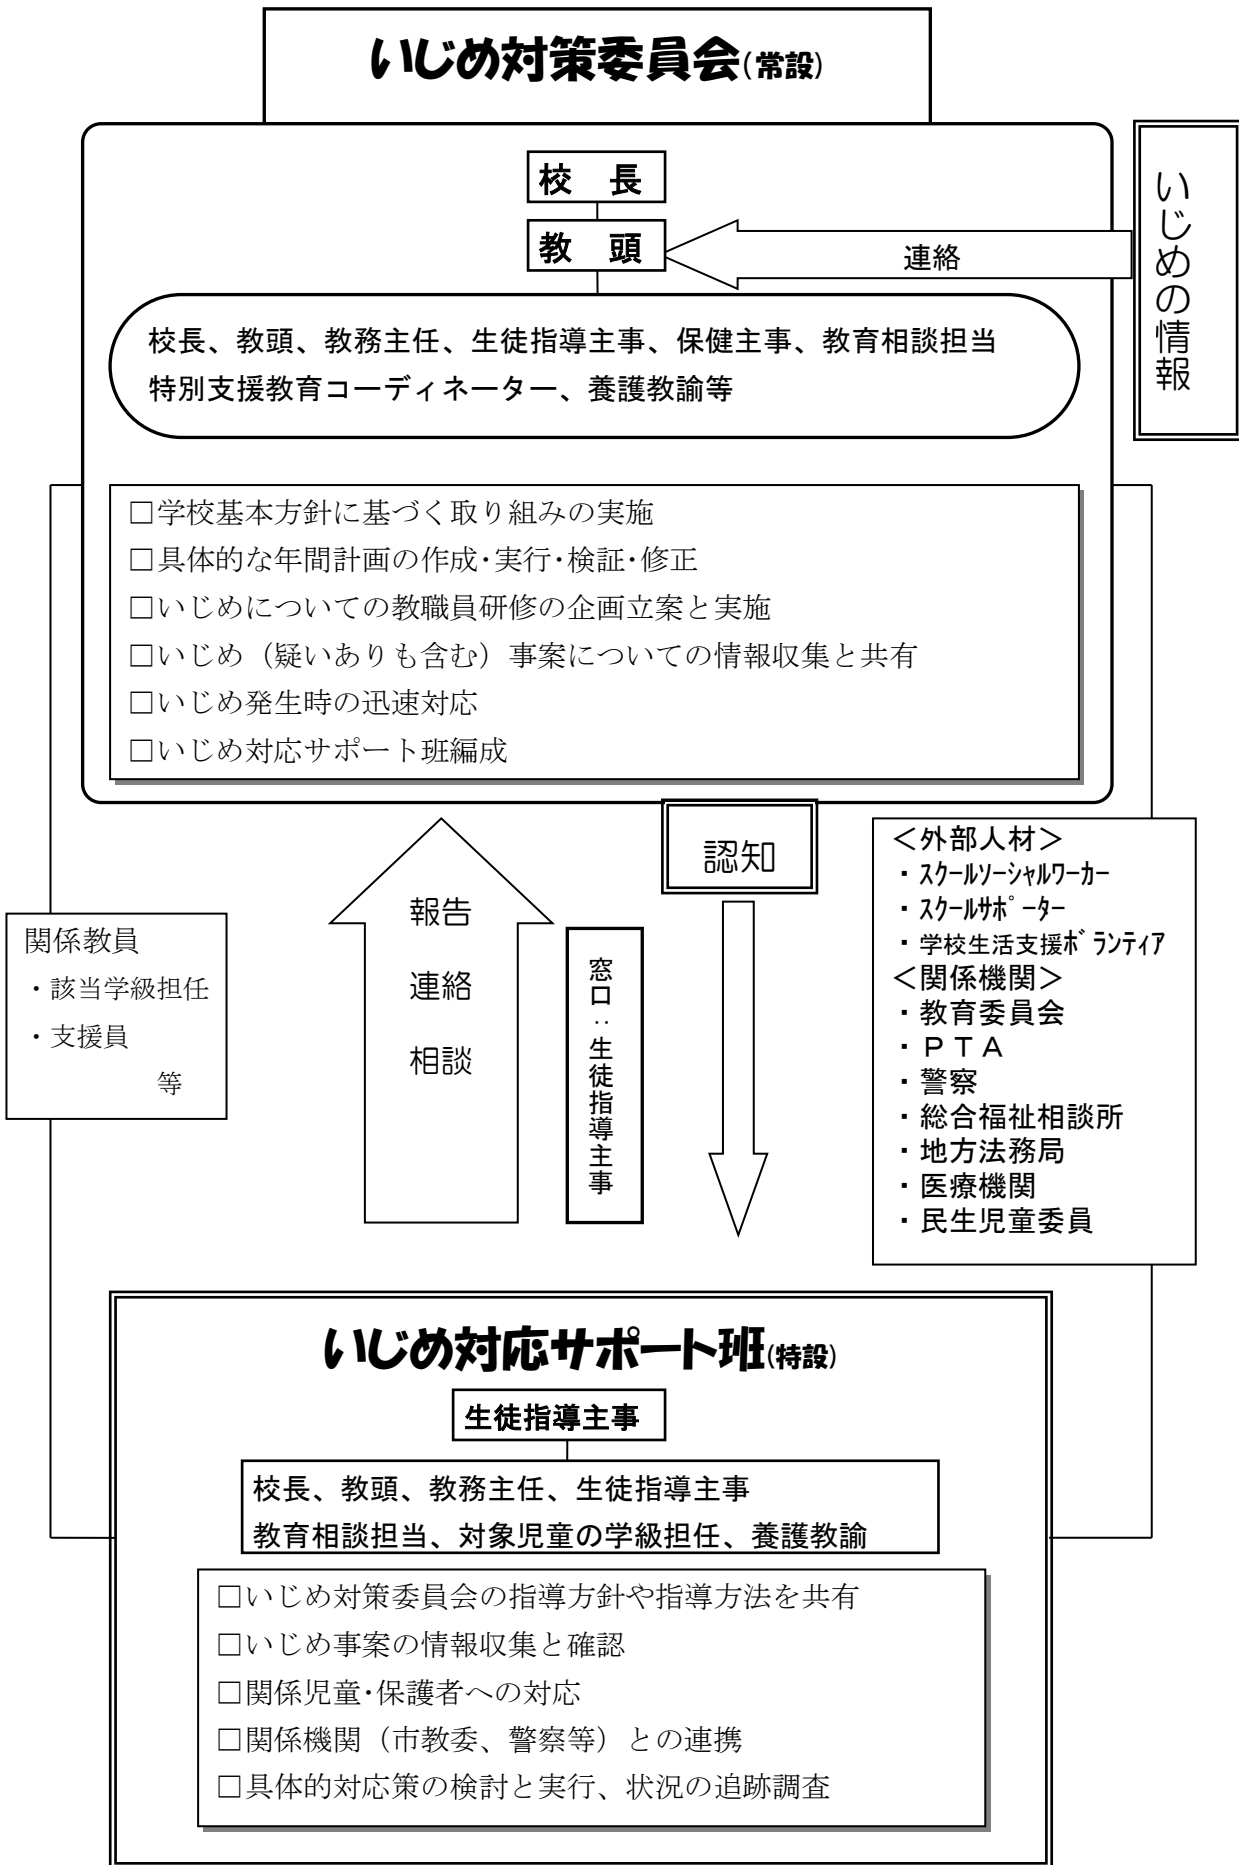 いじめ対策委員会(常設)
校　長
教　頭
連絡
いじめの情報
校長、教頭、教務主任、生徒指導主事、保健主事、教育相談担当
特別支援教育コーディネーター、養護教諭等
□学校基本方針に基づく取り組みの実施
□具体的な年間計画の作成･実行･検証･修正
□いじめについての教職員研修の企画立案と実施
□いじめ（疑いありも含む）事案についての情報収集と共有
□いじめ発生時の迅速対応
□いじめ対応サポート班編成
関係教員
・該当学級担任
・支援員
等
報告
連絡
相談
窓口：生徒指導主事
認知
＜外部人材＞
・ｽｸｰﾙｿｰｼｬﾙﾜｰｶｰ
・ｽｸｰﾙｻﾎﾟｰﾀｰ
・学校生活支援ﾎﾞﾗﾝﾃｨｱ
＜関係機関＞
・教育委員会
・ＰＴＡ
・警察
・総合福祉相談所
・地方法務局
・医療機関
・民生児童委員
いじめ対応サポート班(特設)
生徒指導主事
校長、教頭、教務主任、生徒指導主事
教育相談担当、対象児童の学級担任、養護教諭
□いじめ対策委員会の指導方針や指導方法を共有
□いじめ事案の情報収集と確認
□関係児童･保護者への対応
□関係機関（市教委、警察等）との連携
□具体的対応策の検討と実行、状況の追跡調査